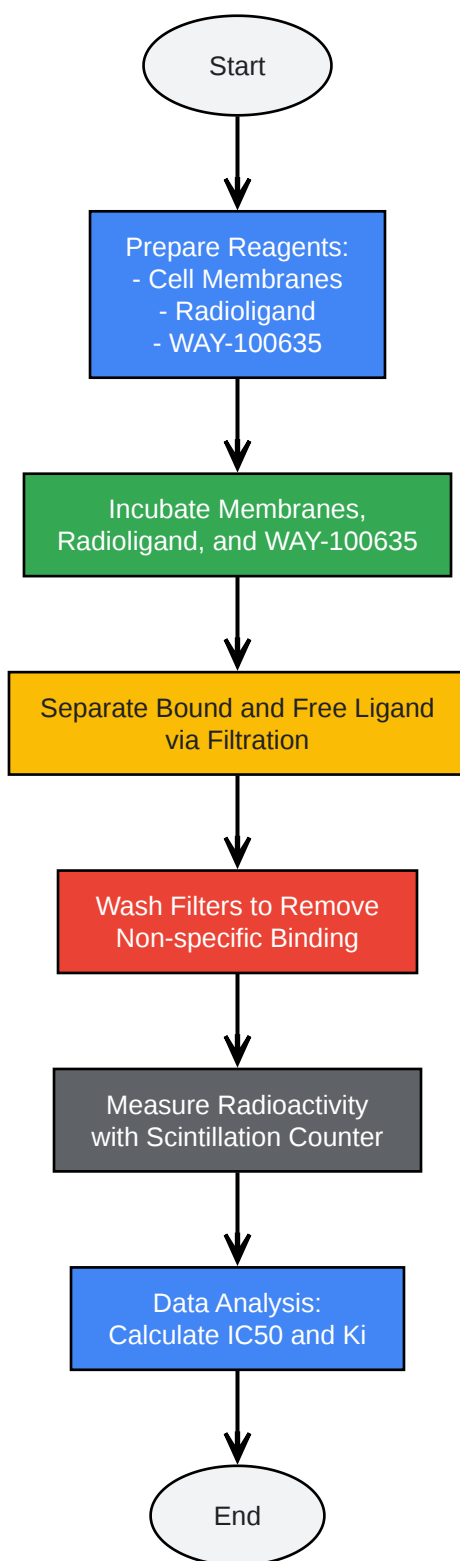 Start
Prepare Reagents:
- Cell Membranes
- Radioligand
- WAY-100635
Incubate Membranes,
Radioligand, and WAY-100635
Separate Bound and Free Ligand
via Filtration
Wash Filters to Remove
Non-specific Binding
Measure Radioactivity
with Scintillation Counter
Data Analysis:
Calculate IC50 and Ki
End